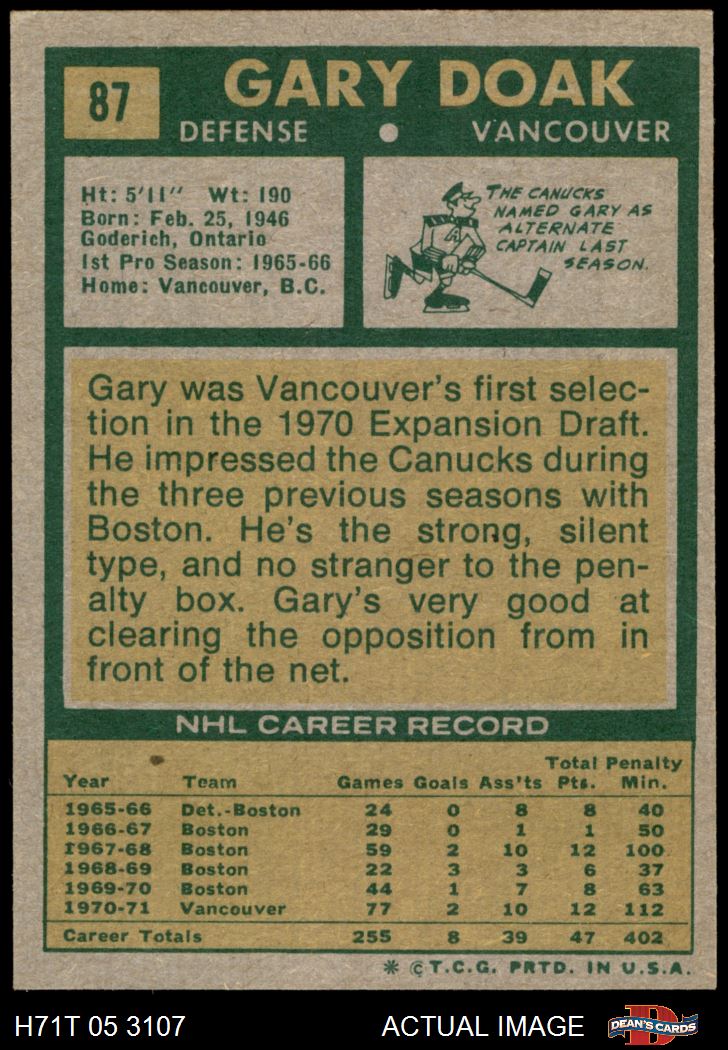 87
GARY DOAK
DEFENSE • VANCOUVER
Ht: 5'11" Wt: 190
Born: Feb. 25, 1946
Goderich, Ontario
1st Pro Season: 1965-66
Home: Vancouver, B.C.
THE CANUCKS
NAMED GARY AS
ALTERNATE
CAPTAIN LAST
SEASON.
A
Gary was Vancouver's first selec-
tion in the 1970 Expansion Draft.
He impressed the Canucks during
the three previous seasons with
Boston. He's the strong, silent
type, and no stranger to the pen-
alty box. Gary's very good at
clearing the opposition from in
front of the net.
NHL CAREER RECORD
Total Penalty
Year Team Games Goals Ass'ts Pts. Min.
1965-66 Det.-Boston 24 0 8 8 40
1966-67 Boston 29 0 1 1 50
1967-68 Boston 59 2 10 12 100
1968-69 Boston 22 3 3 6 37
1969-70 Boston 44 1 7 8 63
1970-71 Vancouver 77 2 10 12 112
Career Totals 255 8 39 47 402
* © T.C.G. PRTD. IN U.S.A.
H71T 05 3107 ACTUAL IMAGE D DEAN'S CARDS